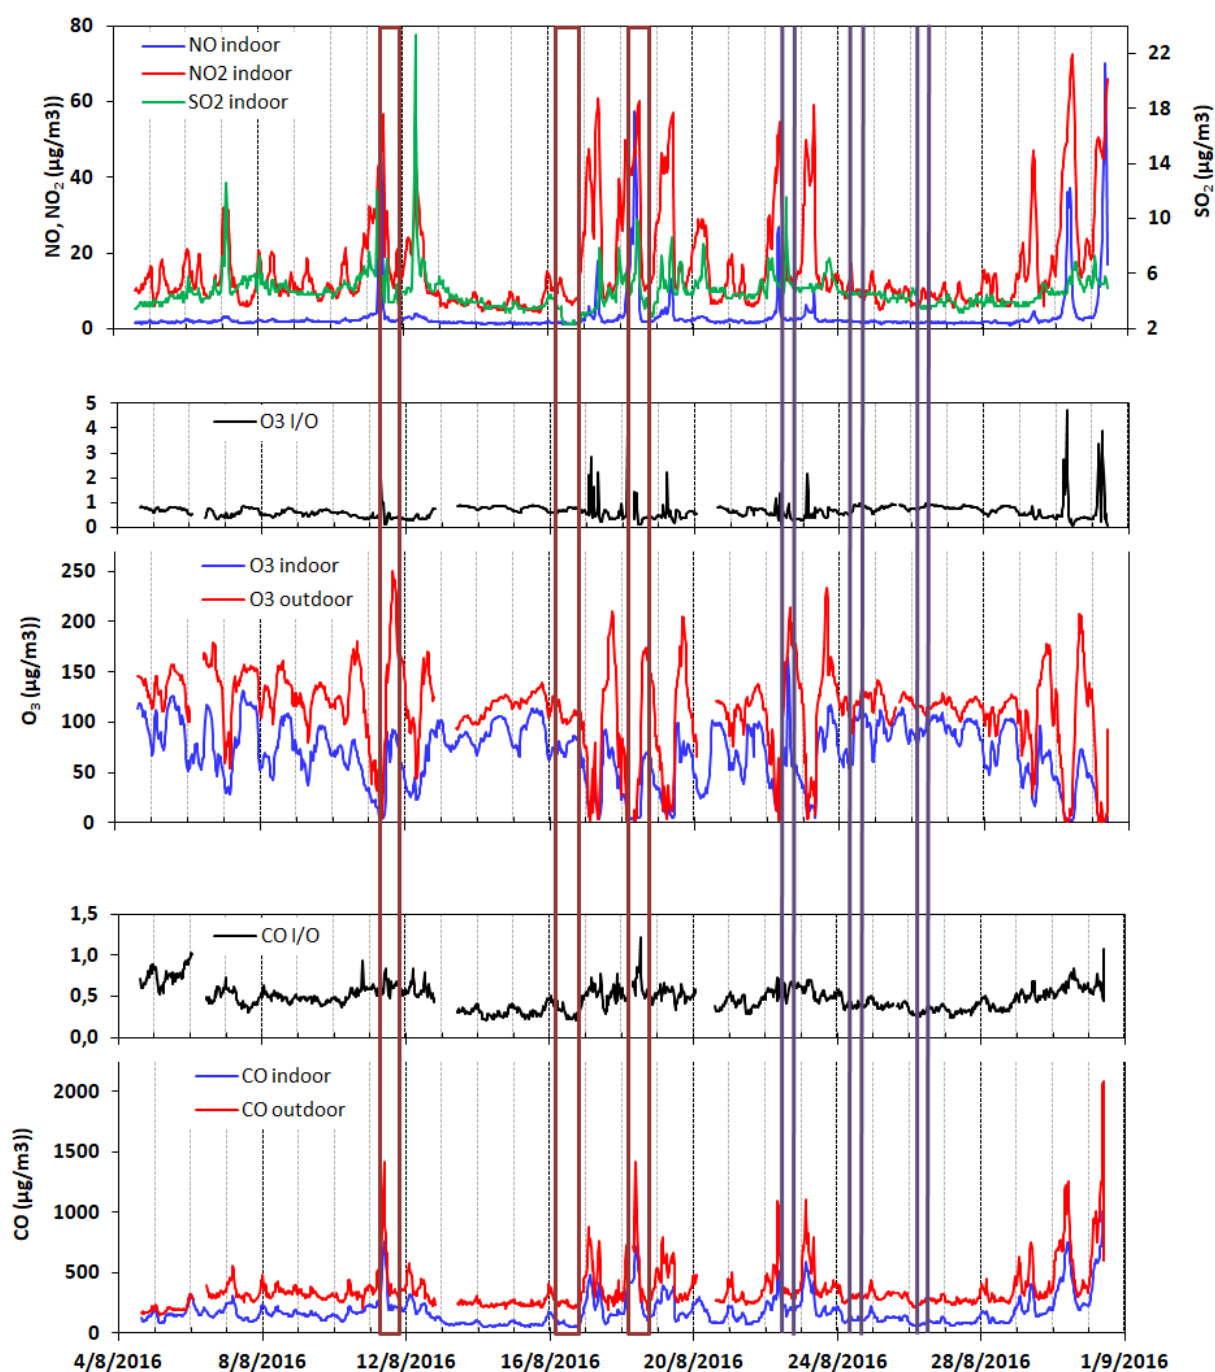 80
60
40
20
0
NO, NO₂ (µg/m3))
NO indoor
NO2 indoor
SO2 indoor
22
18
14
10
6
2
SO₂ (µg/m3)
5
4
3
2
1
0
O3 I/O
250
200
150
100
50
0
O₃ (µg/m3))
O3 indoor
O3 outdoor
1,5
1,0
0,5
0,0
CO I/O
2000
1500
1000
500
0
CO (µg/m3))
CO indoor
CO outdoor
4/8/2016 8/8/2016 12/8/2016 16/8/2016 20/8/2016 24/8/2016 28/8/2016 1/9/2016